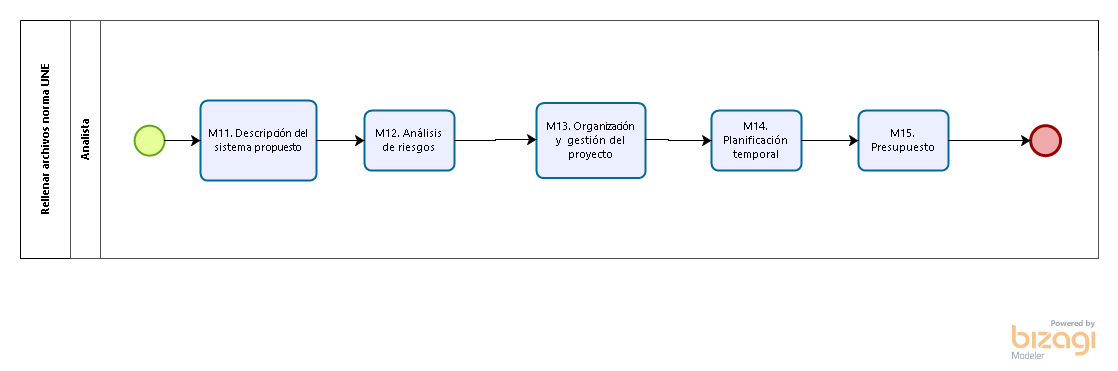 Rellenar archivos norma UNE
Analista
M11. Descripción del
sistema propuesto
M12. Análisis
de riesgos
M13. Organización
y gestión del
proyecto
M14.
Planificación
temporal
M15.
Presupuesto
Powered by
bizagi
Modeler